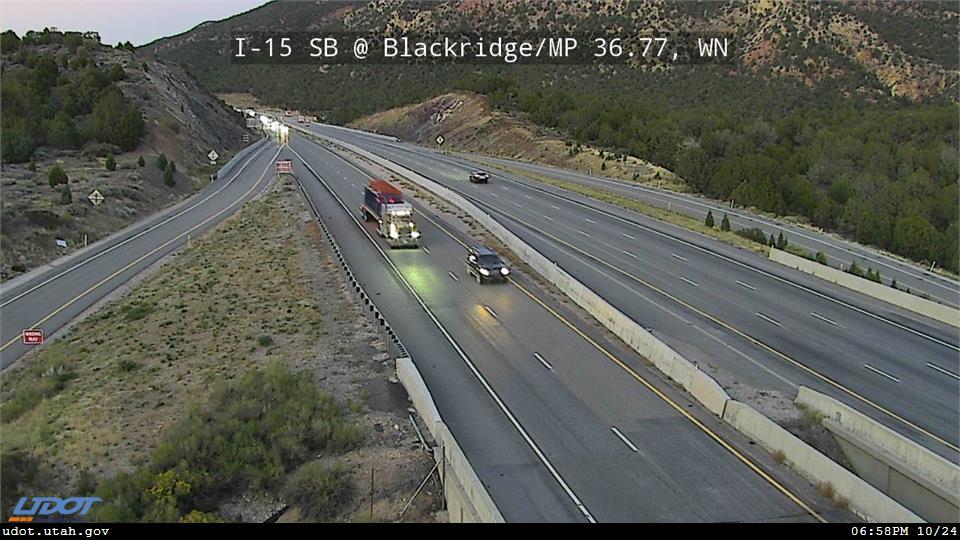 I-15 SB @ Blackridge/MP 36.77, WN
WRONG
WAY
UDOT
udot.utah.gov
06:58PM 10/24